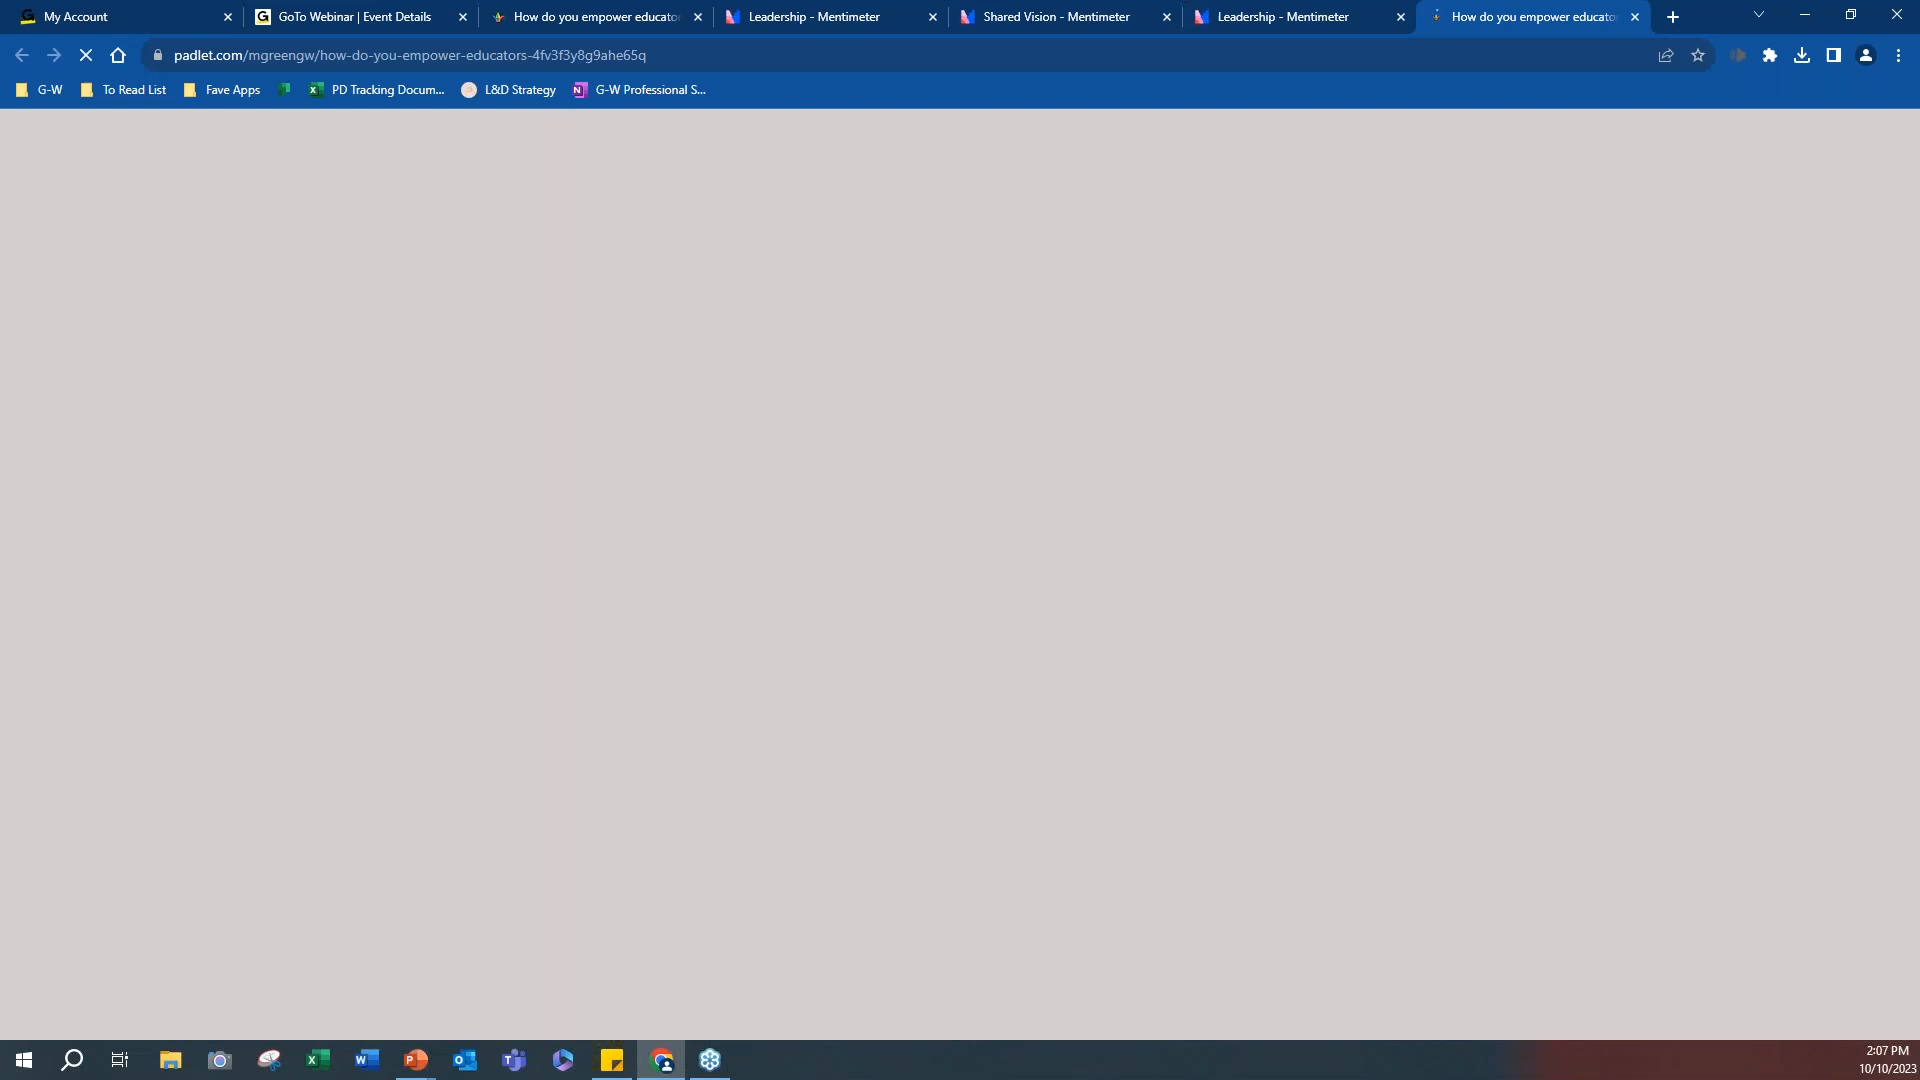 My Account
GoTo Webinar | Event Details
How do you empower educator
Leadership - Mentimeter
Shared Vision - Mentimeter
Leadership - Mentimeter
How do you empower educato
padlet.com/mgreengw/how-do-you-empower-educators-4fv3f3y8g9ahe65q
G-W
To Read List
Fave Apps
PD Tracking Docum...
L&D Strategy
G-W Professional S...
2:07 PM
10/10/2023